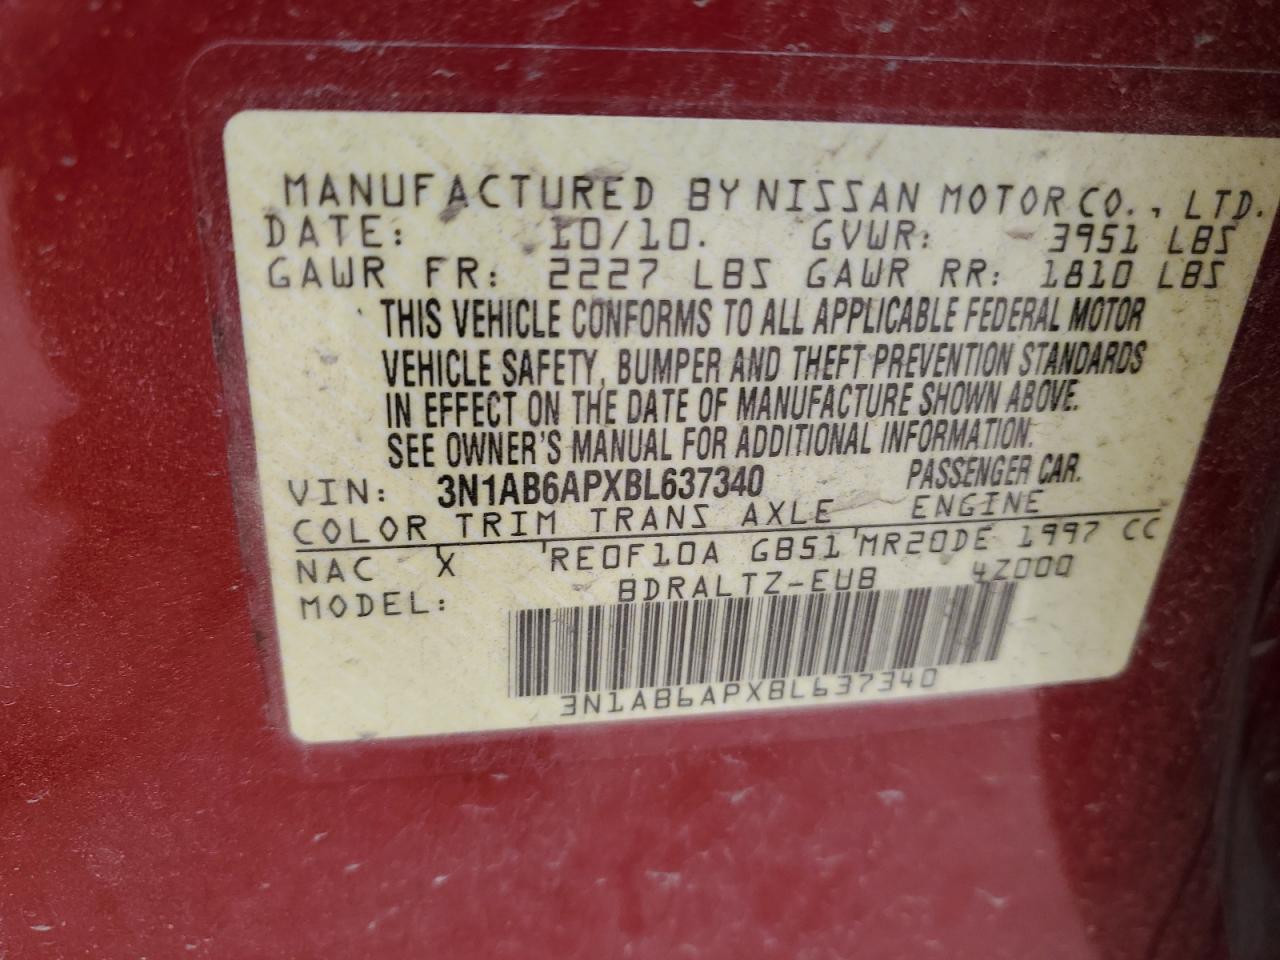 MANUFACTURED BY NISSAN MOTOR CO., LTD.
DATE: 10/10. GVWR: 3951 LBS
GAWR FR: 2227 LBS GAWR RR: 1810 LBS
THIS VEHICLE CONFORMS TO ALL APPLICABLE FEDERAL MOTOR
VEHICLE SAFETY, BUMPER AND THEFT PREVENTION STANDARDS
IN EFFECT ON THE DATE OF MANUFACTURE SHOWN ABOVE.
SEE OWNER'S MANUAL FOR ADDITIONAL INFORMATION.
VIN: 3N1AB6APXBL637340 PASSENGER CAR.
COLOR TRIM TRANS AXLE ENGINE
NAC X RE0F10A GB51 MR20DE 1997 CC
MODEL: BDRALTZ-EUB 4Z000
3N1AB6APXBL637340